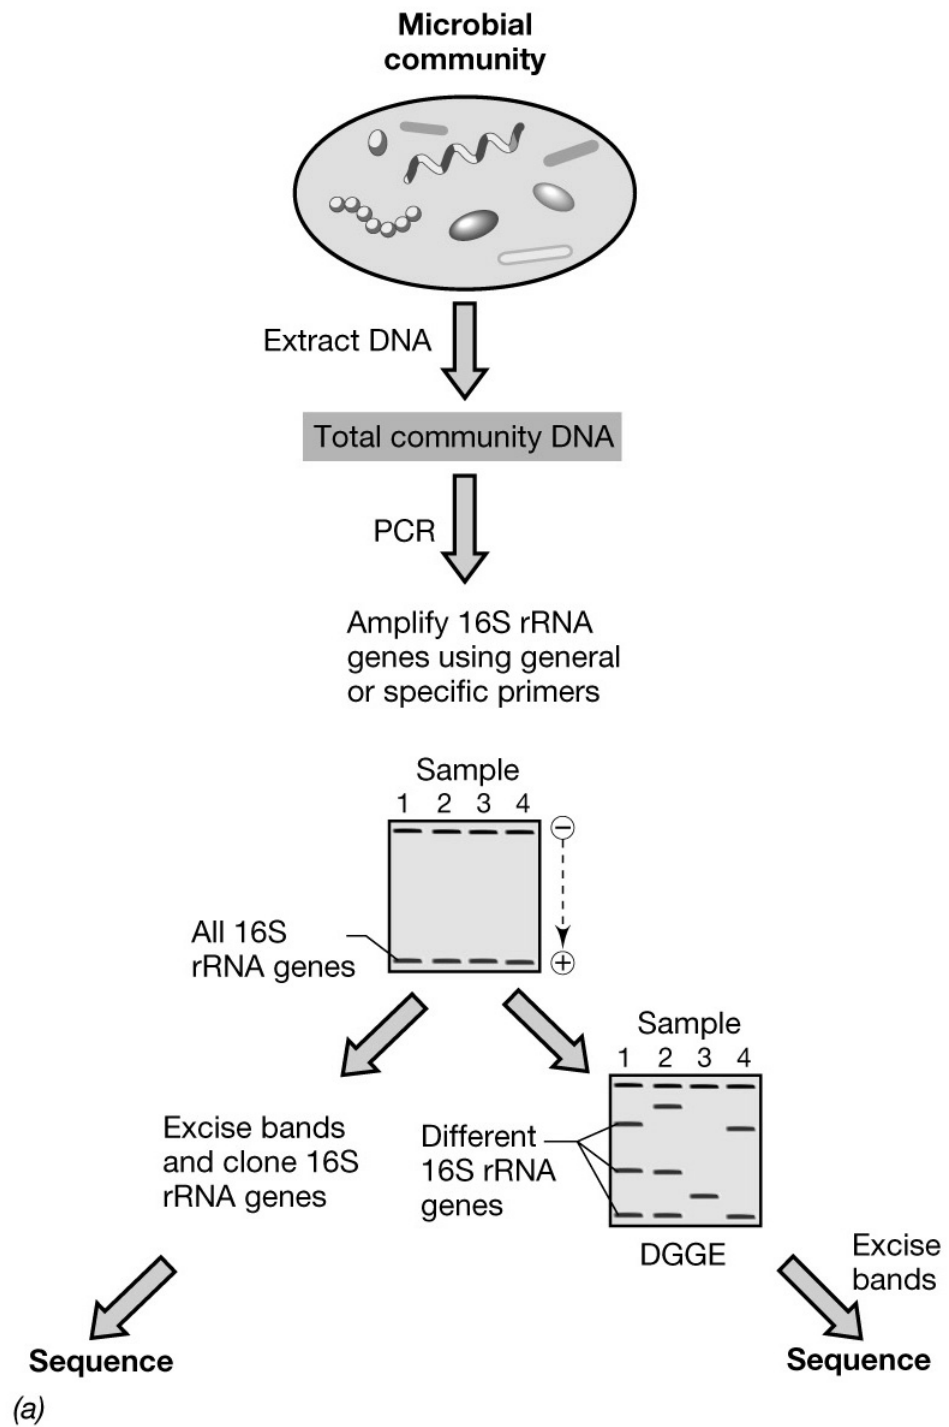 Microbial
community
Extract DNA
Total community DNA
PCR
Amplify 16S rRNA
genes using general
or specific primers
Sample
1 2 3 4
−
All 16S
rRNA genes
+
Sample
1 2 3 4
Excise bands
and clone 16S
rRNA genes
Different
16S rRNA
genes
DGGE
Excise
bands
Sequence
Sequence
(a)